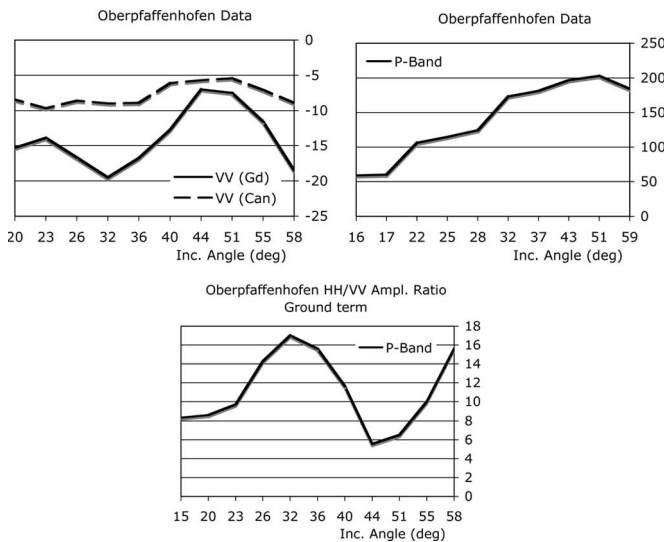 Oberpfaffenhofen Data
0
-5
-10
-15
-20
-25
VV (Gd)
VV (Can)
20 23 26 32 36 40 44 51 55 58
Inc. Angle (deg)
Oberpfaffenhofen Data
250
200
150
100
50
0
P-Band
16 17 22 25 28 32 37 43 51 59
Inc. Angle (deg)
Oberpfaffenhofen HH/VV Ampl. Ratio
Ground term
18
16
14
12
10
8
6
4
2
0
P-Band
15 20 23 26 32 36 40 44 51 55 58
Inc. Angle (deg)